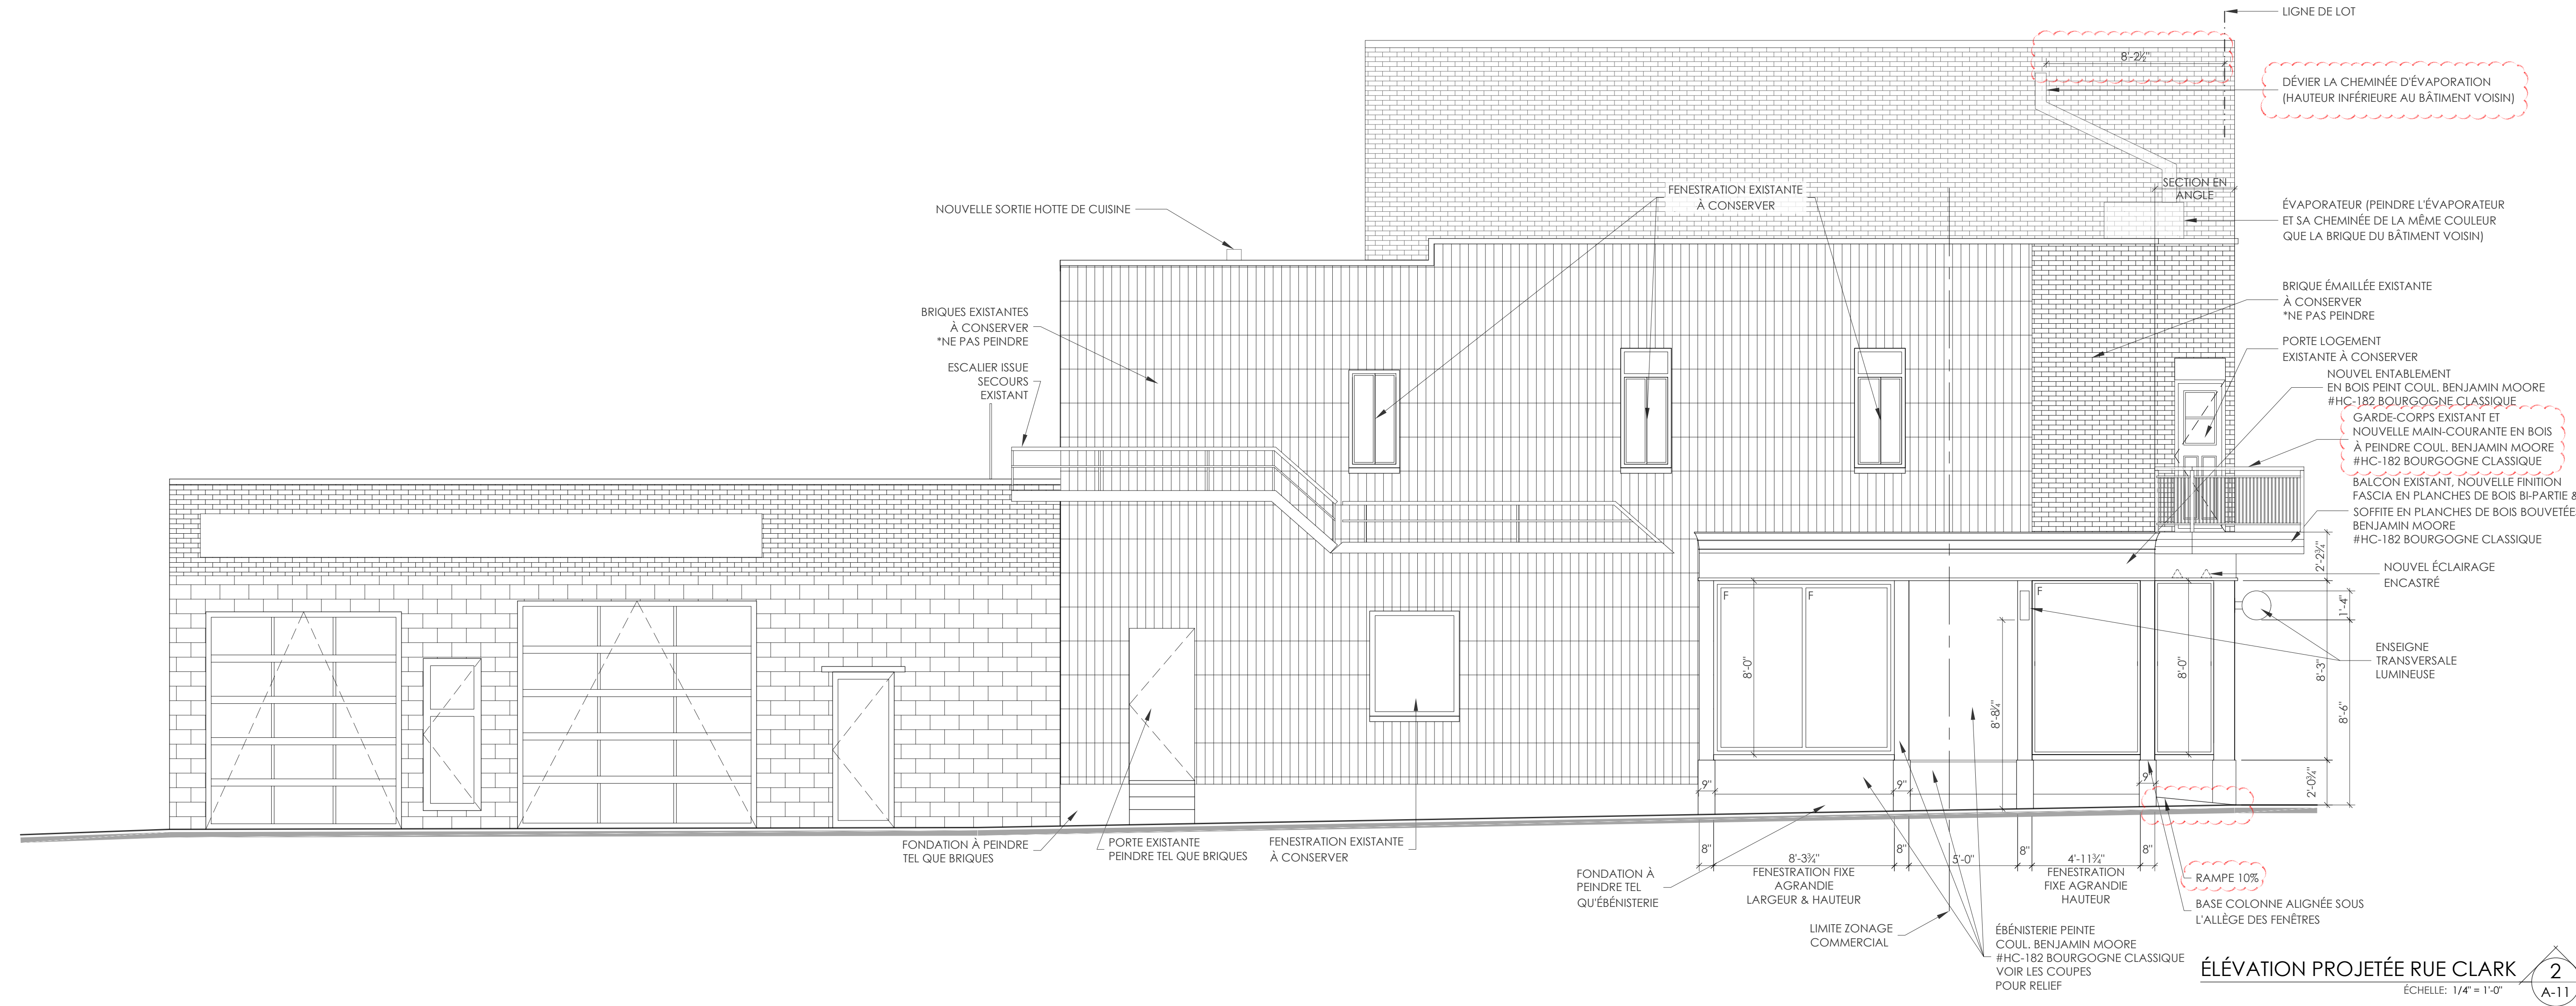 LIGNE DE LOT
8'-2½"
DÉVIER LA CHEMINÉE D'ÉVAPORATION
(HAUTEUR INFÉRIEURE AU BÂTIMENT VOISIN)
SECTION EN
ANGLE
FENESTRATION EXISTANTE
À CONSERVER
NOUVELLE SORTIE HOTTE DE CUISINE
ÉVAPORATEUR (PEINDRE L'ÉVAPORATEUR
ET SA CHEMINÉE DE LA MÊME COULEUR
QUE LA BRIQUE DU BÂTIMENT VOISIN)
BRIQUE ÉMAILLÉE EXISTANTE
À CONSERVER
*NE PAS PEINDRE
BRIQUES EXISTANTES
À CONSERVER
*NE PAS PEINDRE
PORTE LOGEMENT
EXISTANTE À CONSERVER
ESCALIER ISSUE
SECOURS
EXISTANT
NOUVEL ENTABLEMENT
EN BOIS PEINT COUL. BENJAMIN MOORE
#HC-182 BOURGOGNE CLASSIQUE
GARDE-CORPS EXISTANT ET
NOUVELLE MAIN-COURANTE EN BOIS
À PEINDRE COUL. BENJAMIN MOORE
#HC-182 BOURGOGNE CLASSIQUE
BALCON EXISTANT, NOUVELLE FINITION
FASCIA EN PLANCHES DE BOIS BI-PARTIE &
SOFFITE EN PLANCHES DE BOIS BOUVETÉE
BENJAMIN MOORE
#HC-182 BOURGOGNE CLASSIQUE
2'-2¾"
NOUVEL ÉCLAIRAGE
ENCASTRÉ
F
F
F
1'-4"
ENSEIGNE
TRANSVERSALE
LUMINEUSE
8'-0"
8'-0"
8'-3"
8'-8¼"
8'-6"
9"
9"
9"
2'-0¾"
FONDATION À PEINDRE
TEL QUE BRIQUES
PORTE EXISTANTE
PEINDRE TEL QUE BRIQUES
FENESTRATION EXISTANTE
À CONSERVER
8"
8'-3¾"
8"
5'-0"
8"
4'-11¾"
8"
FONDATION À
PEINDRE TEL
QU'ÉBÉNISTERIE
FENESTRATION FIXE
AGRANDIE
LARGEUR & HAUTEUR
FENESTRATION
FIXE AGRANDIE
HAUTEUR
RAMPE 10%
BASE COLONNE ALIGNÉE SOUS
L'ALLÈGE DES FENÊTRES
LIMITE ZONAGE
COMMERCIAL
ÉBÉNISTERIE PEINTE
COUL. BENJAMIN MOORE
#HC-182 BOURGOGNE CLASSIQUE
VOIR LES COUPES
POUR RELIEF
ÉLÉVATION PROJETÉE RUE CLARK
ÉCHELLE: 1/4" = 1'-0"
2
A-11